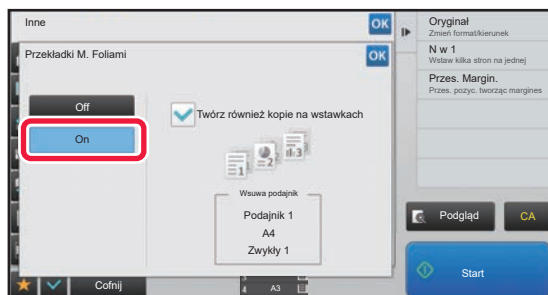 Inne
OK
Przekładki M. Foliami
OK
Off
On
Twórz również kopie na wstawkach
1
2
3
Wsuwa podajnik
Podajnik 1
A4
Zwykły 1
Cofnij
4 A3
Oryginał
Zmień format/kierunek
N w 1
Wstaw kilka stron na jednej
Przes. Margin.
Przes. pozyc. tworząc margines
Podgląd
CA
Start